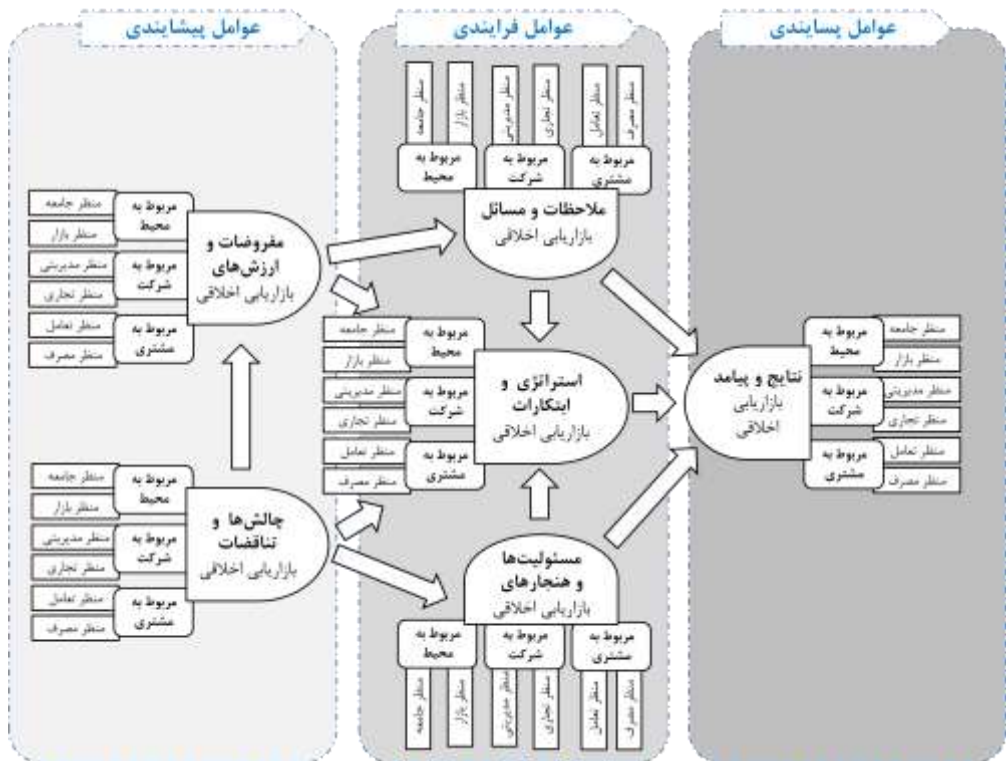 عوامل پیشایندی
عوامل فرایندی
عوامل پسایندی
منظر جامعه
منظر بازار
منظر مدیریتی
منظر تجاری
منظر تعامل
منظر مصرف
مربوط به
محیط
مربوط به
شرکت
مربوط به
مشتری
مفروضات و
ارزش‌های
بازاریابی اخلاقی
منظر جامعه
منظر بازار
منظر مدیریتی
منظر تجاری
منظر تعامل
منظر مصرف
مربوط به
محیط
مربوط به
شرکت
مربوط به
مشتری
چالش‌ها و
تناقضات
بازاریابی اخلاقی
منظر جامعه
منظر بازار
منظر مدیریتی
منظر تجاری
منظر تعامل
منظر مصرف
مربوط به
محیط
مربوط به
شرکت
مربوط به
مشتری
ملاحظات و مسائل
بازاریابی اخلاقی
منظر جامعه
منظر بازار
منظر مدیریتی
منظر تجاری
منظر تعامل
منظر مصرف
مربوط به
محیط
مربوط به
شرکت
مربوط به
مشتری
استراتژی و
ابتکارات
بازاریابی اخلاقی
مسئولیت‌ها
و هنجارهای
بازاریابی اخلاقی
مربوط به
محیط
مربوط به
شرکت
مربوط به
مشتری
منظر جامعه
منظر بازار
منظر مدیریتی
منظر تجاری
منظر تعامل
منظر مصرف
نتایج و پیامد
بازاریابی
اخلاقی
مربوط به
محیط
مربوط به
شرکت
مربوط به
مشتری
منظر جامعه
منظر بازار
منظر مدیریتی
منظر تجاری
منظر تعامل
منظر مصرف